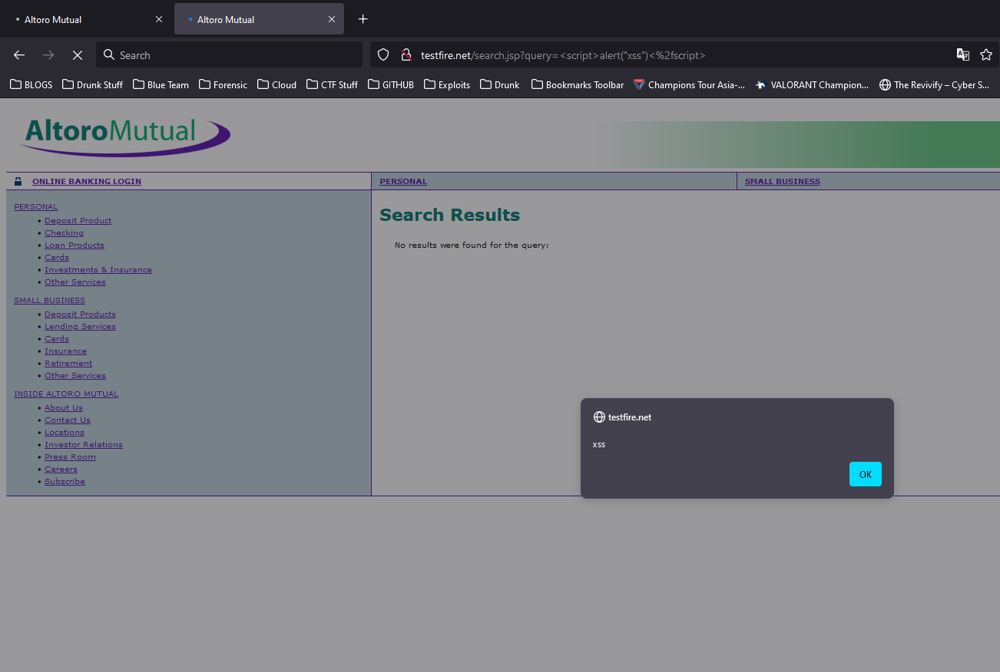 Altoro Mutual
Altoro Mutual
Search
testfire.net/search.jsp?query=<script>alert("xss")<%2fscript>
BLOGS Drunk Stuff Blue Team Forensic Cloud CTF Stuff GITHUB Exploits Drunk Bookmarks Toolbar Champions Tour Asia-... VALORANT Champion... The Revivify – Cyber S...
AltoroMutual
ONLINE BANKING LOGIN PERSONAL SMALL BUSINESS
PERSONAL
Deposit Product
Checking
Loan Products
Cards
Investments & Insurance
Other Services
SMALL BUSINESS
Deposit Products
Lending Services
Cards
Insurance
Retirement
Other Services
INSIDE ALTORO MUTUAL
About Us
Contact Us
Locations
Investor Relations
Press Room
Careers
Subscribe
Search Results
No results were found for the query:
testfire.net
xss
OK